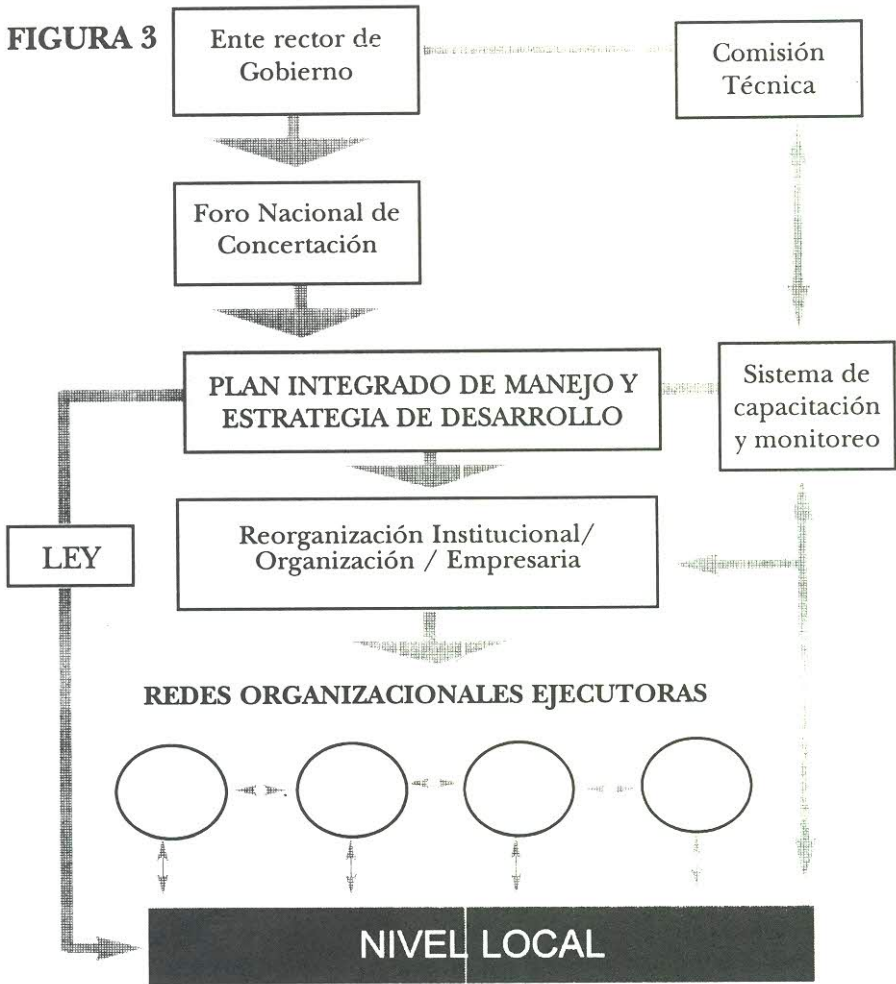 FIGURA 3
Ente rector de
Gobierno
Comisión
Técnica
Foro Nacional de
Concertación
PLAN INTEGRADO DE MANEJO Y
ESTRATEGIA DE DESARROLLO
Sistema de
capacitación
y monitoreo
LEY
Reorganización Institucional/
Organización / Empresaria
REDES ORGANIZACIONALES EJECUTORAS
NIVEL LOCAL